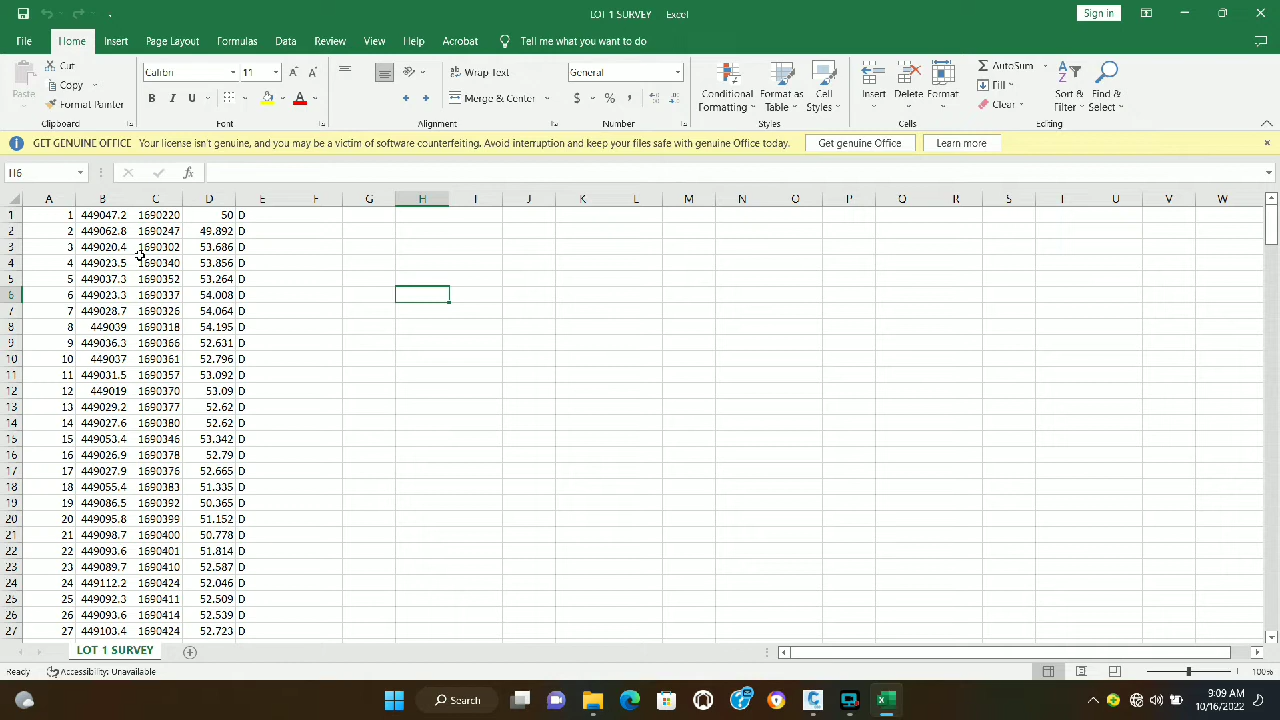 LOT 1 SURVEY - Excel Sign in
File Home Insert Page Layout Formulas Data Review View Help Acrobat Tell me what you want to do
Paste Cut Copy Format Painter Clipboard
Calibri 11 B I U A Font
Wrap Text Merge & Center Alignment
General $ % , Number
Conditional Formatting Format as Table Cell Styles Styles
Insert Delete Format Cells
AutoSum Fill Clear Sort & Filter Find & Select Editing
GET GENUINE OFFICE Your license isn't genuine, and you may be a victim of software counterfeiting. Avoid interruption and keep your files safe with genuine Office today. Get genuine Office Learn more
H6 fx
A B C D E F G H I J K L M N O P Q R S T U V W
1 1 449047.2 1690220 50 D
2 2 449062.8 1690247 49.892 D
3 3 449020.4 1690302 53.686 D
4 4 449023.5 1690340 53.856 D
5 5 449037.3 1690352 53.264 D
6 6 449023.3 1690337 54.008 D
7 7 449028.7 1690326 54.064 D
8 8 449039 1690318 54.195 D
9 9 449036.3 1690366 52.631 D
10 10 449037 1690361 52.796 D
11 11 449031.5 1690357 53.092 D
12 12 449019 1690370 53.09 D
13 13 449029.2 1690377 52.62 D
14 14 449027.6 1690380 52.62 D
15 15 449053.4 1690346 53.342 D
16 16 449026.9 1690378 52.79 D
17 17 449027.9 1690376 52.665 D
18 18 449055.4 1690383 51.335 D
19 19 449086.5 1690392 50.365 D
20 20 449095.8 1690399 51.152 D
21 21 449098.7 1690400 50.778 D
22 22 449093.6 1690401 51.814 D
23 23 449089.7 1690410 52.587 D
24 24 449112.2 1690424 52.046 D
25 25 449092.3 1690411 52.509 D
26 26 449093.6 1690414 52.539 D
27 27 449103.4 1690424 52.723 D
LOT 1 SURVEY
Ready Accessibility: Unavailable 100%
Search 9:09 AM
10/16/2022